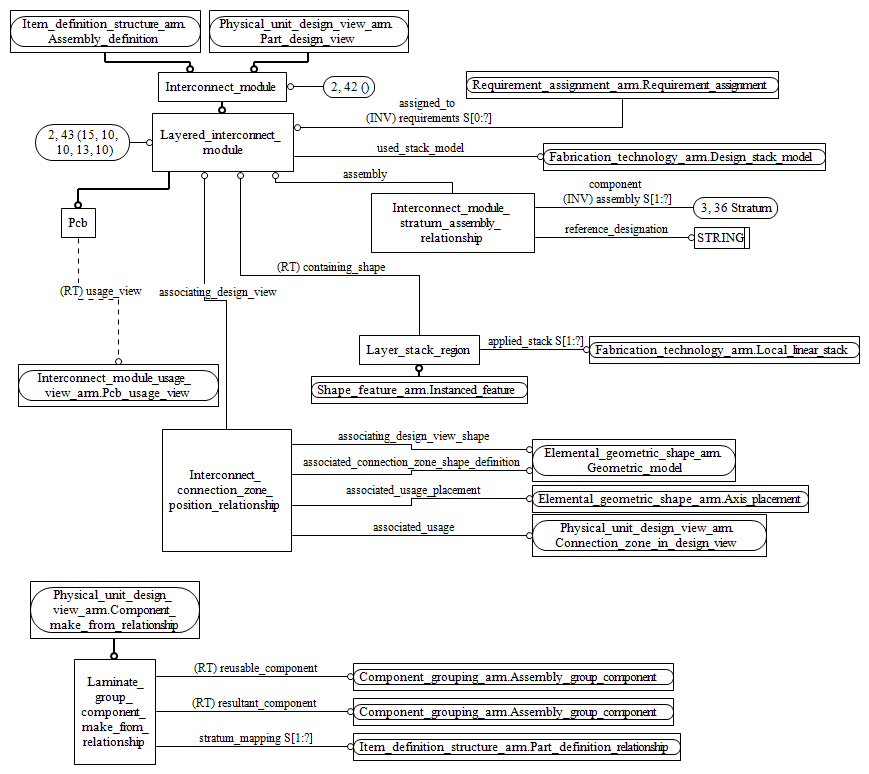 Item_definition_structure_arm.
Assembly_definition
Physical_unit_design_view_arm.
Part_design_view
Interconnect_module
2, 42 ()
Requirement_assignment_arm.Requirement_assignment
assigned_to
(INV) requirements S[0:?]
2, 43 (15, 10,
10, 13, 10)
Layered_interconnect_
module
used_stack_model
Fabrication_technology_arm.Design_stack_model
assembly
Interconnect_module_
stratum_assembly_
relationship
component
(INV) assembly S[1:?]
3, 36 Stratum
reference_designation
STRING
Pcb
(RT) usage_view
associating_design_view
(RT) containing_shape
Layer_stack_region
applied_stack S[1:?]
Fabrication_technology_arm.Local_linear_stack
Interconnect_module_usage_
view_arm.Pcb_usage_view
Shape_feature_arm.Instanced_feature
Interconnect_
connection_zone_
position_relationship
associating_design_view_shape
associated_connection_zone_shape_definition
Elemental_geometric_shape_arm.
Geometric_model
associated_usage_placement
Elemental_geometric_shape_arm.Axis_placement
associated_usage
Physical_unit_design_view_arm.
Connection_zone_in_design_view
Physical_unit_design_
view_arm.Component_
make_from_relationship
Laminate_
group_
component_
make_from_
relationship
(RT) reusable_component
Component_grouping_arm.Assembly_group_component
(RT) resultant_component
Component_grouping_arm.Assembly_group_component
stratum_mapping S[1:?]
Item_definition_structure_arm.Part_definition_relationship